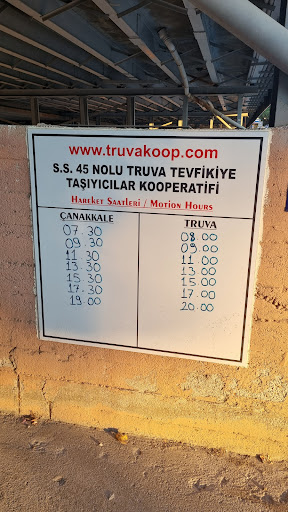 www.truvakoop.com
S.S. 45 NOLU TRUVA TEVFİKİYE
TAŞIYICILAR KOOPERATİFİ
HAREKET SAATLERİ / MOTION HOURS
ÇANAKKALE
07.30
09.30
11.30
13.30
15.30
17.30
19.00
TRUVA
08.00
09.00
11.00
13.00
15.00
17.00
20.00